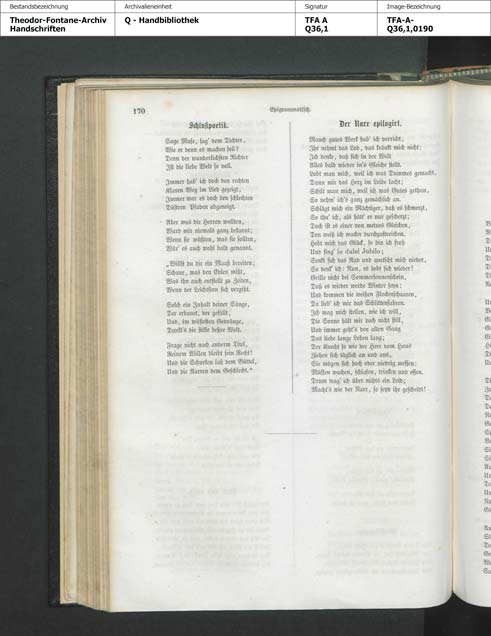 Bestandsbezeichnung
Theodor-Fontane-Archiv
Handschriften
Archivalieneinheit
Q - Handbibliothek
Signatur
TFA A
Q36,1
Image-Bezeichnung
TFA-A-
Q36,1,0190
170
Epigrammatisch.
Schlußpoetik.
Sage Muse, sag' dem Dichter,
Wie er denn es machen soll?
Denn der wunderlichsten Richter
Ist die liebe Welt so voll.
Immer hab' ich doch den rechten
Klaren Weg im Lied gezeigt,
Immer war es doch den schlechten
Düstren Pfaden abgeneigt.
Aber was die Herren wollten,
Ward mir niemals ganz bekannt;
Wenn sie wüßten, was sie sollten,
Wär' es auch wohl bald genannt.
„Willst du dir ein Maaß bereiten;
Schaue, was den Edlen mißt,
Was ihn auch entstellt zu Zeiten,
Wenn der Leichtsinn sich vergißt.
Solch ein Inhalt deiner Sänge,
Der erbauet, der gefällt,
Und, im wüstesten Gedränge,
Dankt's die stille beßre Welt.
Frage nicht nach anderm Titel,
Reinem Willen bleibt sein Recht!
Und die Schurken laß dem Büttel,
Und die Narren dem Geschlecht.“
Der Narr epilogirt.
Manch gutes Werk hab' ich verricht,
Ihr nehmt das Lob, das kränkt mich nicht:
Ich denke, daß sich in der Welt
Alles bald wieder in's Gleiche stellt.
Lobt man mich, weil ich was Dummes gemacht,
Dann mir das Herz im Leibe lacht;
Schilt man mich, weil ich was Gutes gethan,
So nehm' ich's ganz gemächlich an.
Schlägt mich ein Mächtiger, daß es schmerzt,
So thu' ich, als hätt' er nur gescherzt;
Doch ist es einer von meines Gleichen,
Den weiß ich wacker durchzustreichen.
Hebt mich das Glück, so bin ich froh
Und sing' in dulci Jubilo;
Senkt sich das Rad und quetscht mich nieder,
So denk' ich: Nun, es hebt sich wieder!
Grille nicht bei Sommersonnenschein,
Daß es wieder werde Winter seyn;
Und kommen die weißen Flockenschaaren,
Da lieb' ich mir das Schlittenfahren.
Ich mag mich stellen, wie ich will,
Die Sonne hält mir doch nicht still,
Und immer geht's den alten Gang
Das liebe lange Leben lang;
Der Knecht so wie der Herr vom Haus
Ziehen sich täglich an und aus,
Sie mögen sich hoch oder niedrig messen:
Müssen wachen, schlafen, trinken und essen.
Drum trag' ich über nichts ein Leid;
Macht's wie der Narr, so seyd ihr gescheidt!